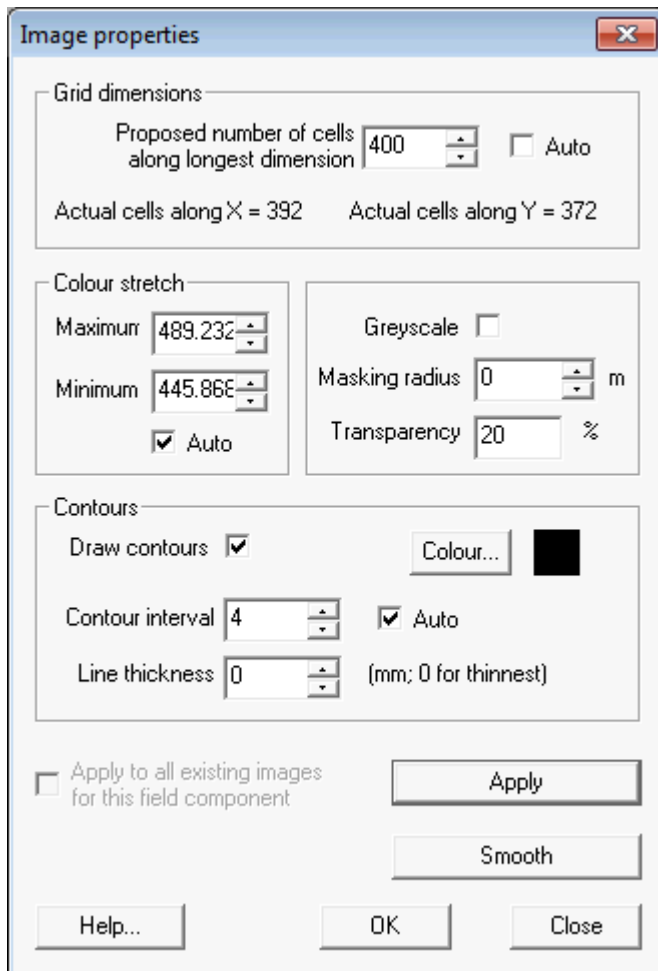 Image properties
Grid dimensions
Proposed number of cells
along longest dimension
400
Auto
Actual cells along X = 392 Actual cells along Y = 372
Colour stretch
Maximur 489.232
Minimum 445.868
Auto
Greyscale
Masking radius 0 m
Transparency 20 %
Contours
Draw contours Colour...
Contour interval 4 Auto
Line thickness 0 (mm; 0 for thinnest)
Apply to all existing images
for this field component
Apply
Smooth
Help... OK Close